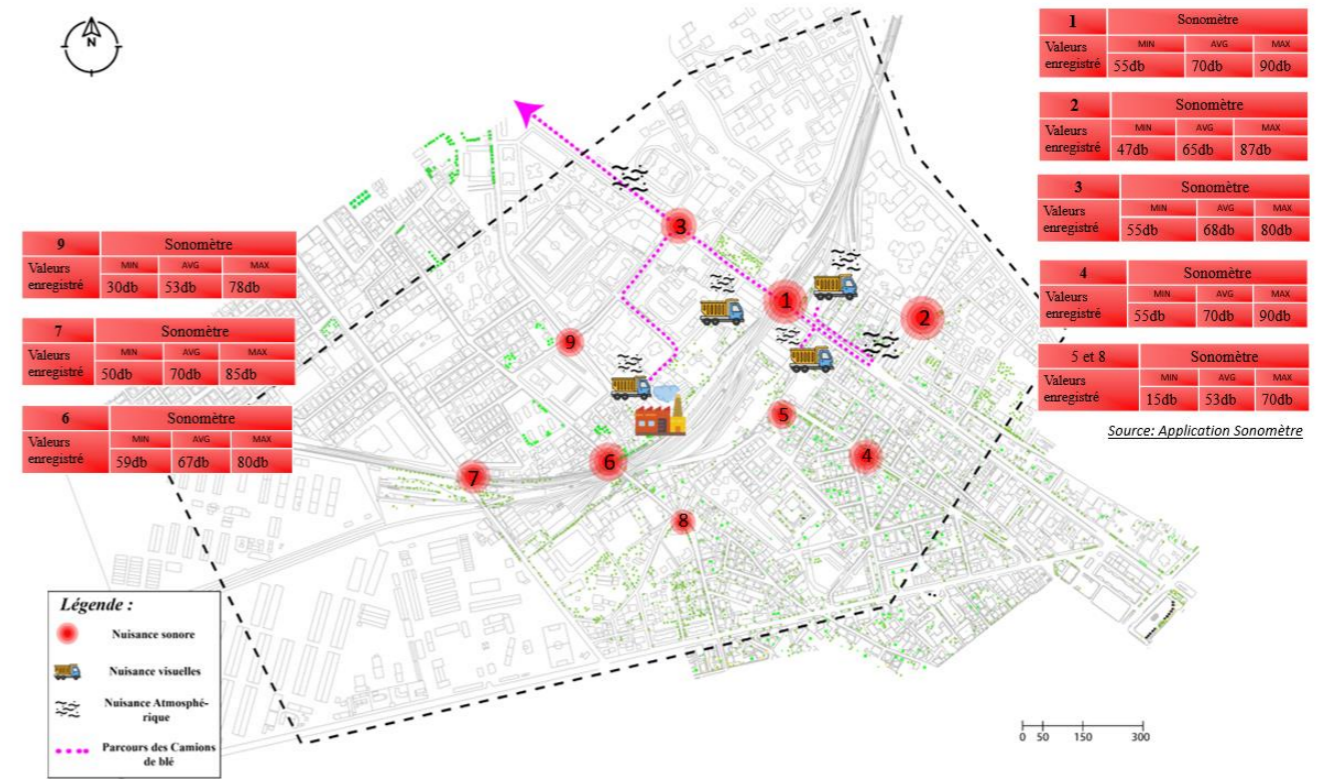 N
1 Sonomètre
Valeurs enregistré MIN AVG MAX
55db 70db 90db
2 Sonomètre
Valeurs enregistré MIN AVG MAX
47db 65db 87db
3 Sonomètre
Valeurs enregistré MIN AVG MAX
55db 68db 80db
4 Sonomètre
Valeurs enregistré MIN AVG MAX
55db 70db 90db
5 et 8 Sonomètre
Valeurs enregistré MIN AVG MAX
15db 53db 70db
Source: Application Sonomètre
9 Sonomètre
Valeurs enregistré MIN AVG MAX
30db 53db 78db
7 Sonomètre
Valeurs enregistré MIN AVG MAX
50db 70db 85db
6 Sonomètre
Valeurs enregistré MIN AVG MAX
59db 67db 80db
3
1
2
9
5
4
6
7
8
Légende :
Nuisance sonore
Nuisance visuelles
Nuisance Atmosphé-
rique
Parcours des Camions
de blé
0 50 150 300